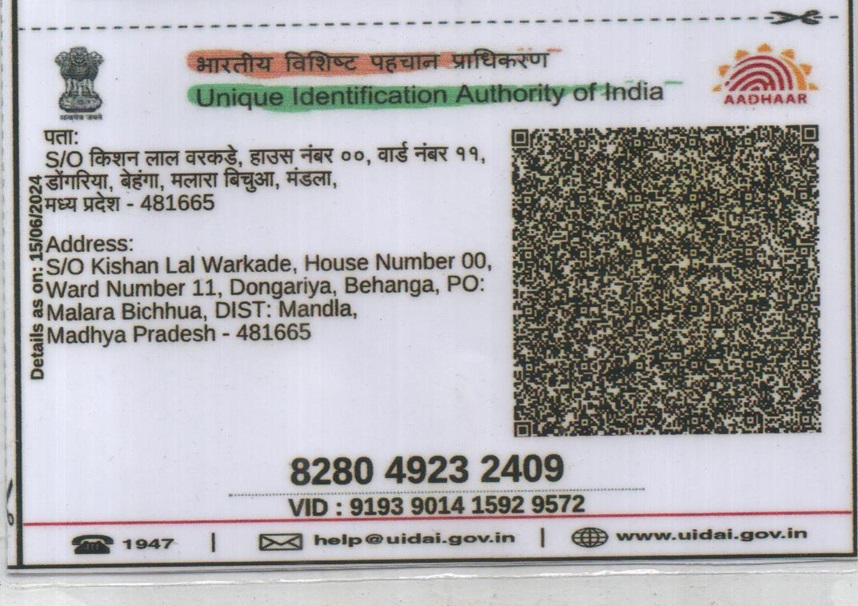 भारतीय विशिष्ट पहचान प्राधिकरण
Unique Identification Authority of India
AADHAAR
सत्यमेव जयते
पता:
S/O किशन लाल वरकडे, हाउस नंबर ००, वार्ड नंबर ११,
डोंगरिया, बेहंगा, मलारा बिचुआ, मंडला,
मध्य प्रदेश - 481665
Details as on: 15/06/2024
Address:
S/O Kishan Lal Warkade, House Number 00,
Ward Number 11, Dongariya, Behanga, PO:
Malara Bichhua, DIST: Mandla,
Madhya Pradesh - 481665
8280 4923 2409
VID : 9193 9014 1592 9572
1947 | help@uidai.gov.in | www.uidai.gov.in